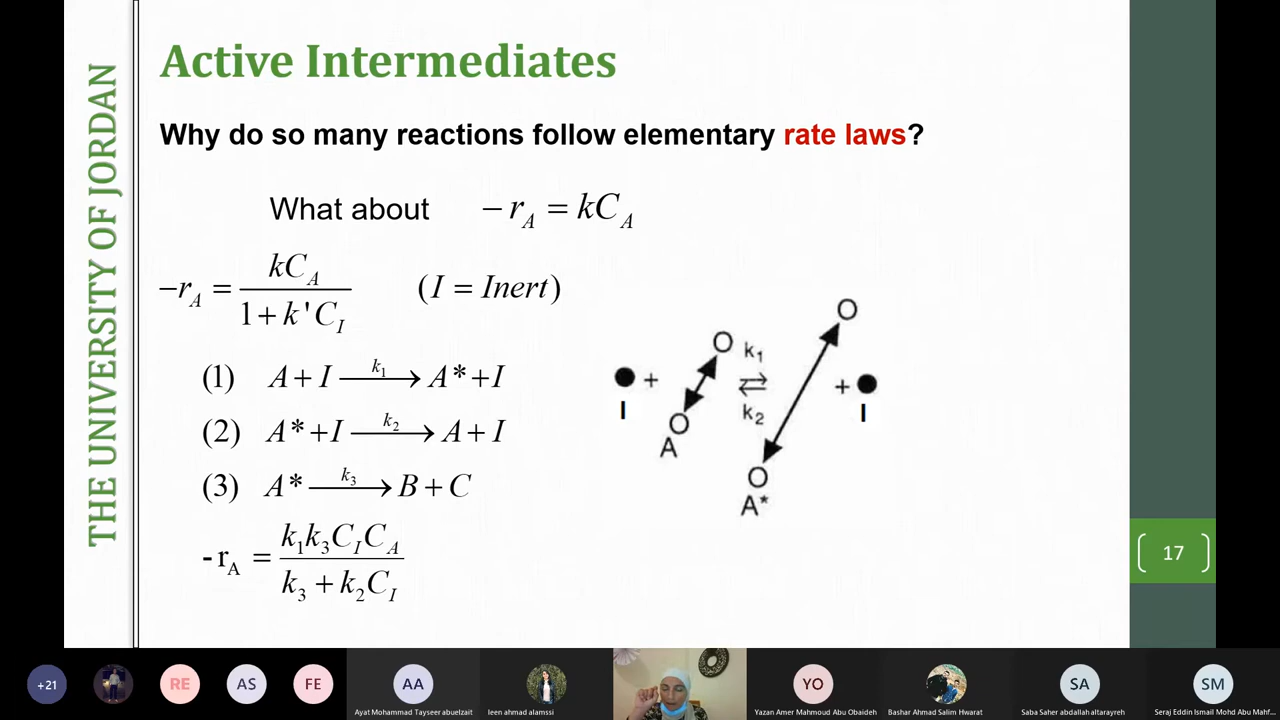 THE UNIVERSITY OF JORDAN
Active Intermediates
Why do so many reactions follow elementary rate laws?
What about −r_A = kC_A
−r_A = kC_A / (1 + k'C_I) (I = Inert)
(1) A + I —k₁→ A* + I
(2) A* + I —k₂→ A + I
(3) A* —k₃→ B + C
-r_A = k₁k₃C_IC_A / (k₃ + k₂C_I)
I + O O A k₁ ⇌ k₂ O O A* + I
17
+21
RE
AS
FE
AA
YO
SA
SM
Ayat Mohammad Tayseer abuelzait
leen ahmad alamssi
Yazan Amer Mahmoud Abu Obaideh
Bashar Ahmad Salim Hwarat
Saba Saher abdallah altarayreh
Seraj Eddin Ismail Mohd Abu Mahf...